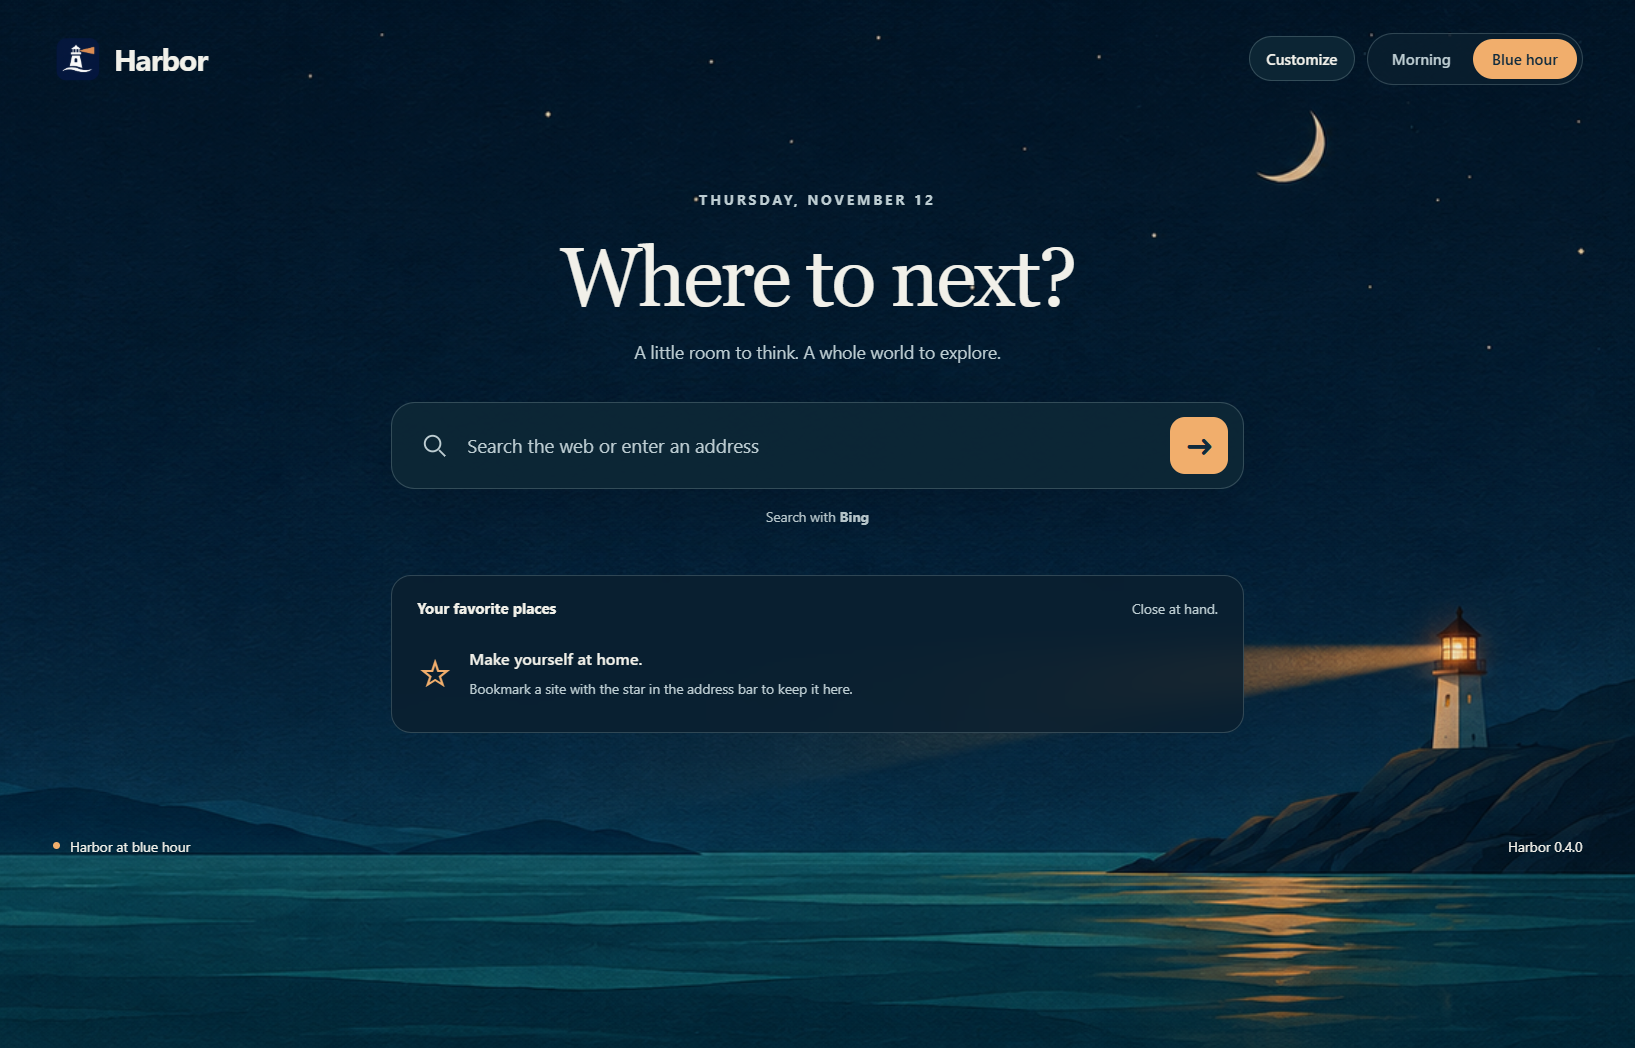 Harbor
Customize
Morning
Blue hour
THURSDAY, NOVEMBER 12
Where to next?
A little room to think. A whole world to explore.
Search the web or enter an address
Search with Bing
Your favorite places
Close at hand.
Make yourself at home.
Bookmark a site with the star in the address bar to keep it here.
Harbor at blue hour
Harbor 0.4.0